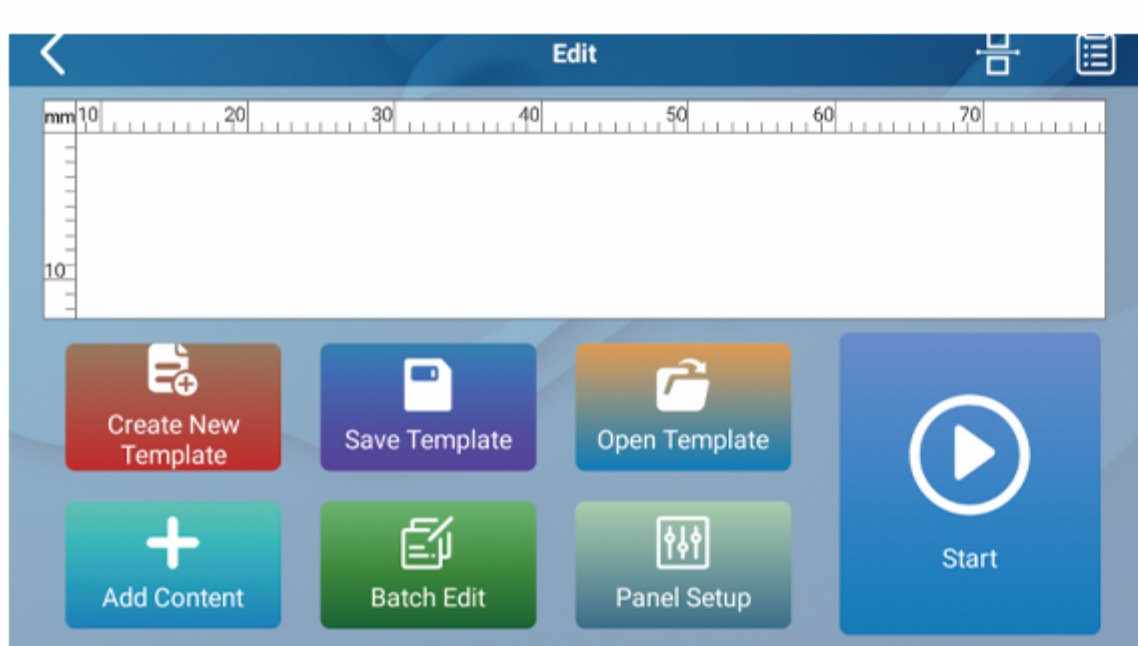 Edit
mm 10 20 30 40 50 60 70
10
Create New
Template
Save Template
Open Template
Add Content
Batch Edit
Panel Setup
Start